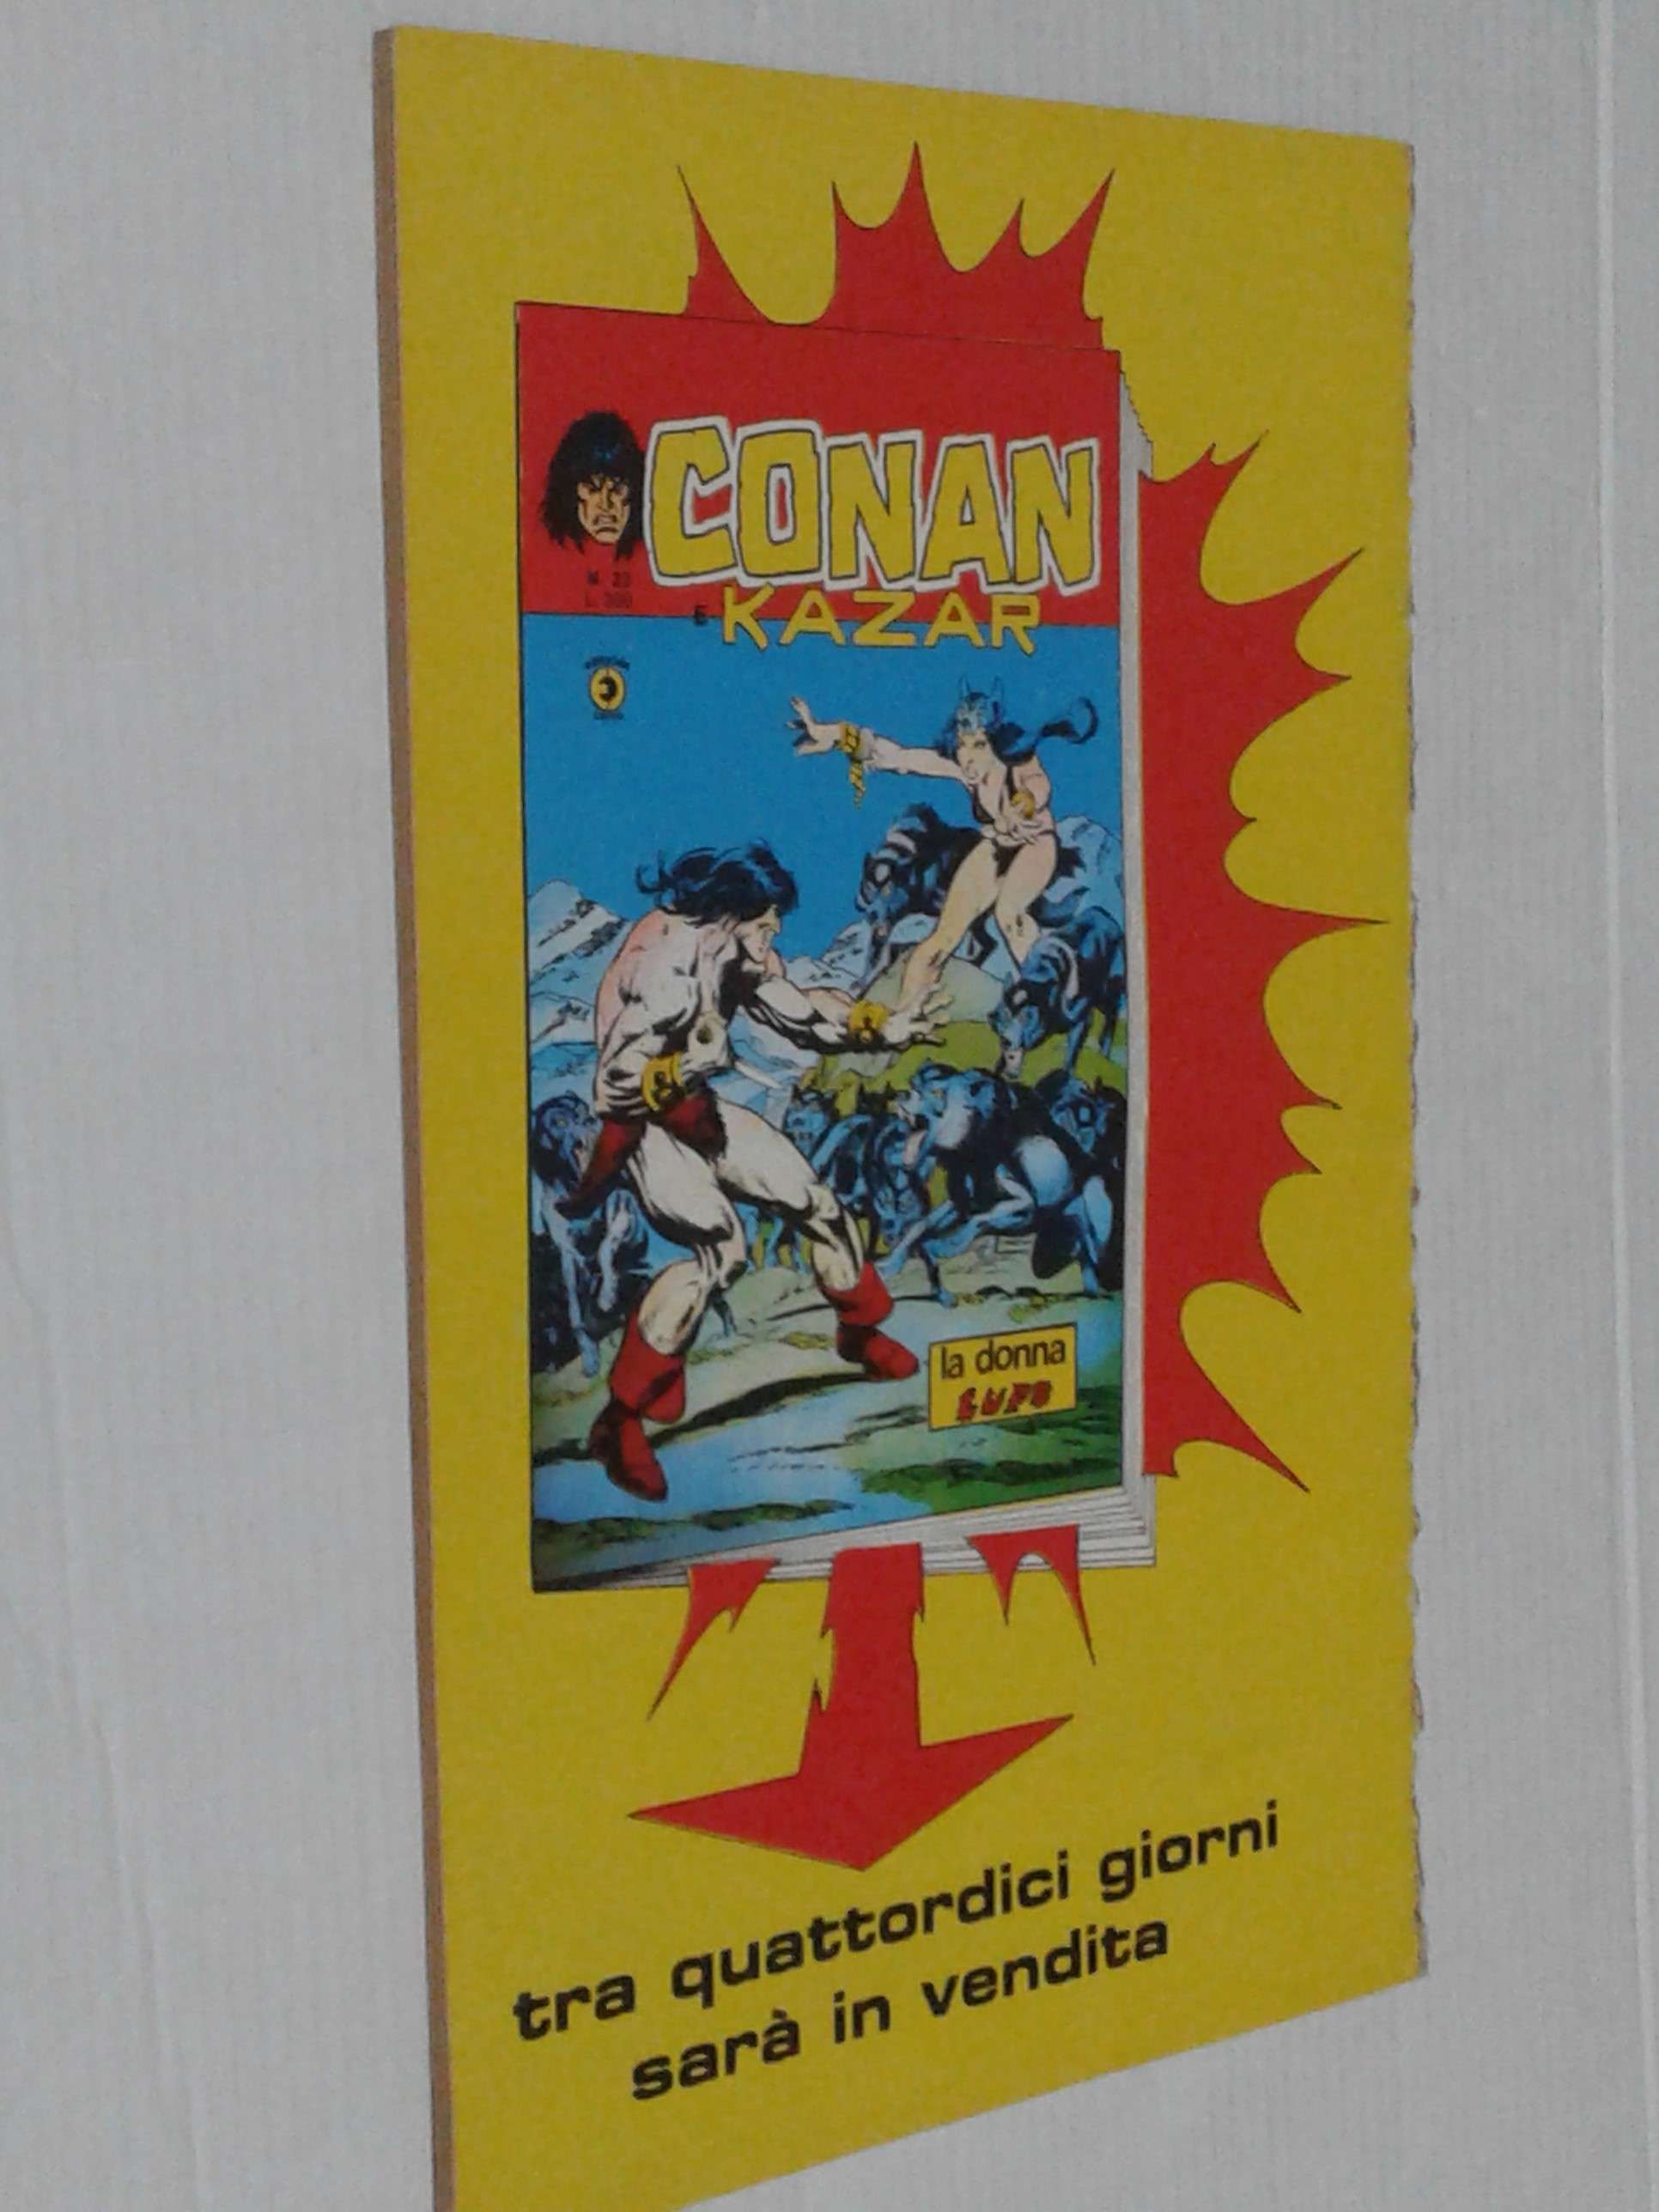 CONAN
E KAZAR
la donna
LUPO
tra quattordici giorni
sarà in vendita